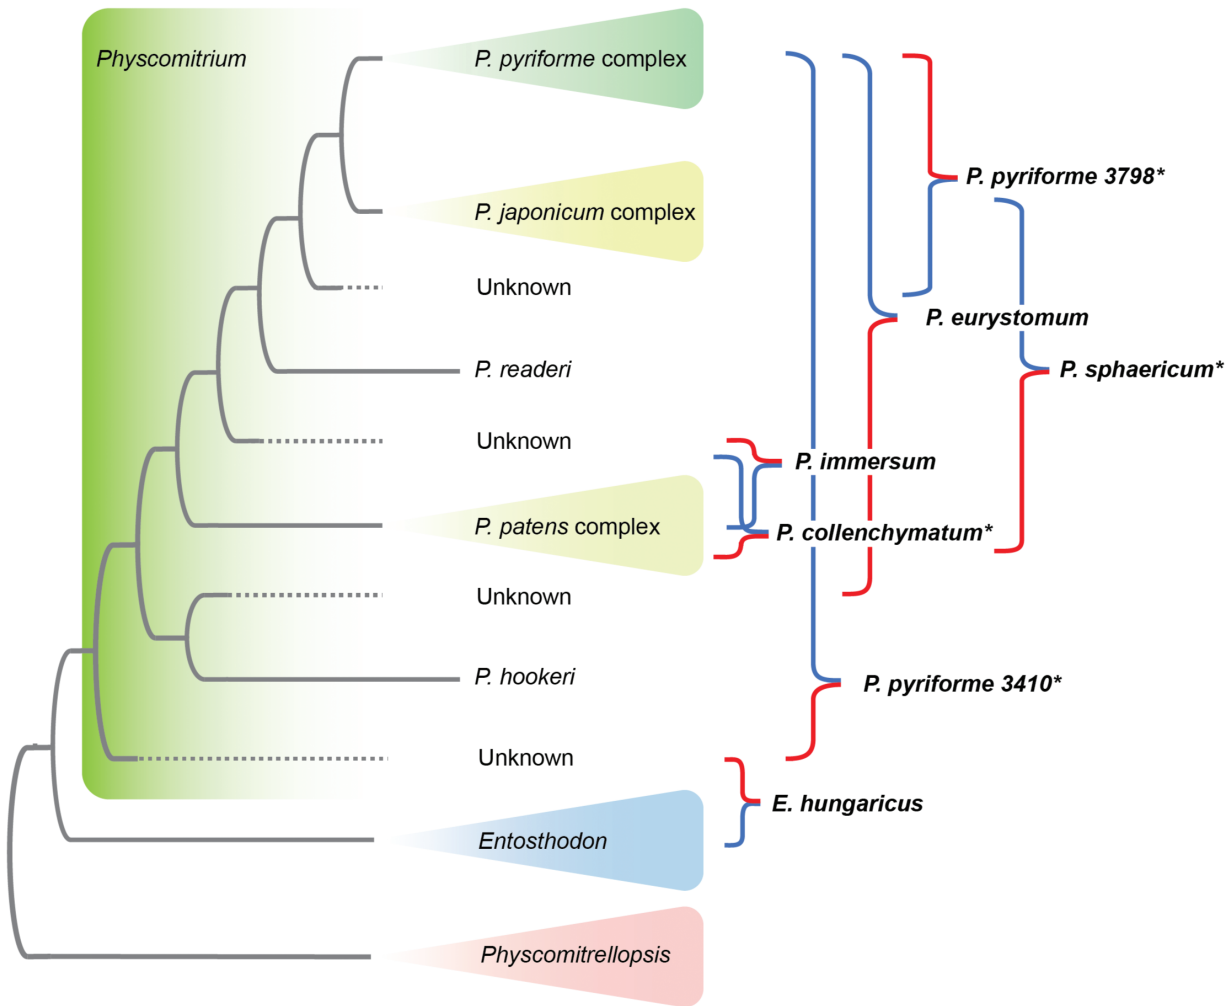 Physcomitrium
P. pyriforme complex
P. pyriforme 3798*
P. japonicum complex
Unknown
P. eurystomum
P. readeri
P. sphaericum*
Unknown
P. immersum
P. patens complex
P. collenchymatum*
Unknown
P. hookeri
P. pyriforme 3410*
Unknown
E. hungaricus
Entosthodon
Physcomitrellopsis